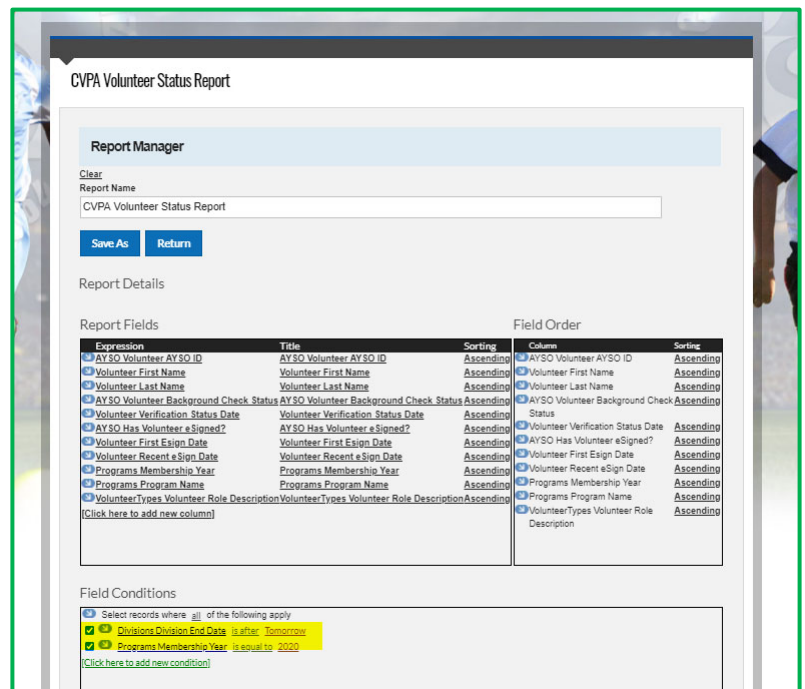 CVPA Volunteer Status Report
Report Manager
Clear
Report Name
CVPA Volunteer Status Report
Save As Return
Report Details
Report Fields
Expression Title Sorting
AYSO Volunteer AYSO ID AYSO Volunteer AYSO ID Ascending
Volunteer First Name Volunteer First Name Ascending
Volunteer Last Name Volunteer Last Name Ascending
AYSO Volunteer Background Check Status AYSO Volunteer Background Check Status Ascending
Volunteer Verification Status Date Volunteer Verification Status Date Ascending
AYSO Has Volunteer eSigned? AYSO Has Volunteer eSigned? Ascending
Volunteer First Esign Date Volunteer First Esign Date Ascending
Volunteer Recent eSign Date Volunteer Recent eSign Date Ascending
Programs Membership Year Programs Membership Year Ascending
Programs Program Name Programs Program Name Ascending
VolunteerTypes Volunteer Role Description VolunteerTypes Volunteer Role Description Ascending
[Click here to add new column]
Field Order
Column Sorting
AYSO Volunteer AYSO ID Ascending
Volunteer First Name Ascending
Volunteer Last Name Ascending
AYSO Volunteer Background Check Ascending
Status
Volunteer Verification Status Date Ascending
AYSO Has Volunteer eSigned? Ascending
Volunteer First Esign Date Ascending
Volunteer Recent eSign Date Ascending
Programs Membership Year Ascending
Programs Program Name Ascending
VolunteerTypes Volunteer Role Ascending
Description
Field Conditions
Select records where all of the following apply
Divisions Division End Date is after Tomorrow
Programs Membership Year is equal to 2020
[Click here to add new condition]